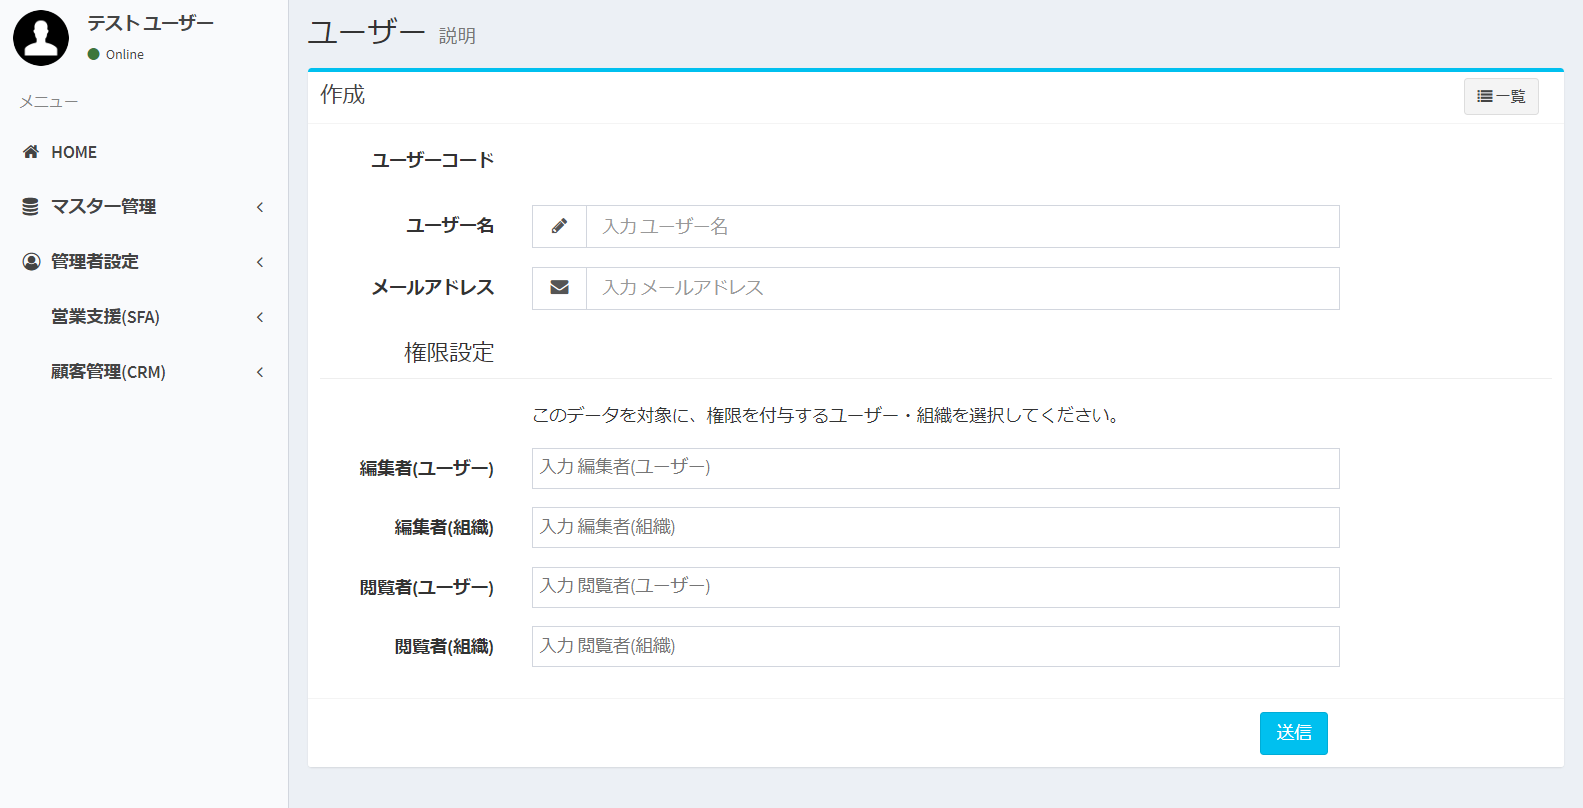 テスト ユーザー
Online
メニュー
HOME
マスター管理
管理者設定
営業支援(SFA)
顧客管理(CRM)
ユーザー 説明
作成
一覧
ユーザーコード
ユーザー名 入力 ユーザー名
メールアドレス 入力 メールアドレス
権限設定
このデータを対象に、権限を付与するユーザー・組織を選択してください。
編集者(ユーザー) 入力 編集者(ユーザー)
編集者(組織) 入力 編集者(組織)
閲覧者(ユーザー) 入力 閲覧者(ユーザー)
閲覧者(組織) 入力 閲覧者(組織)
送信